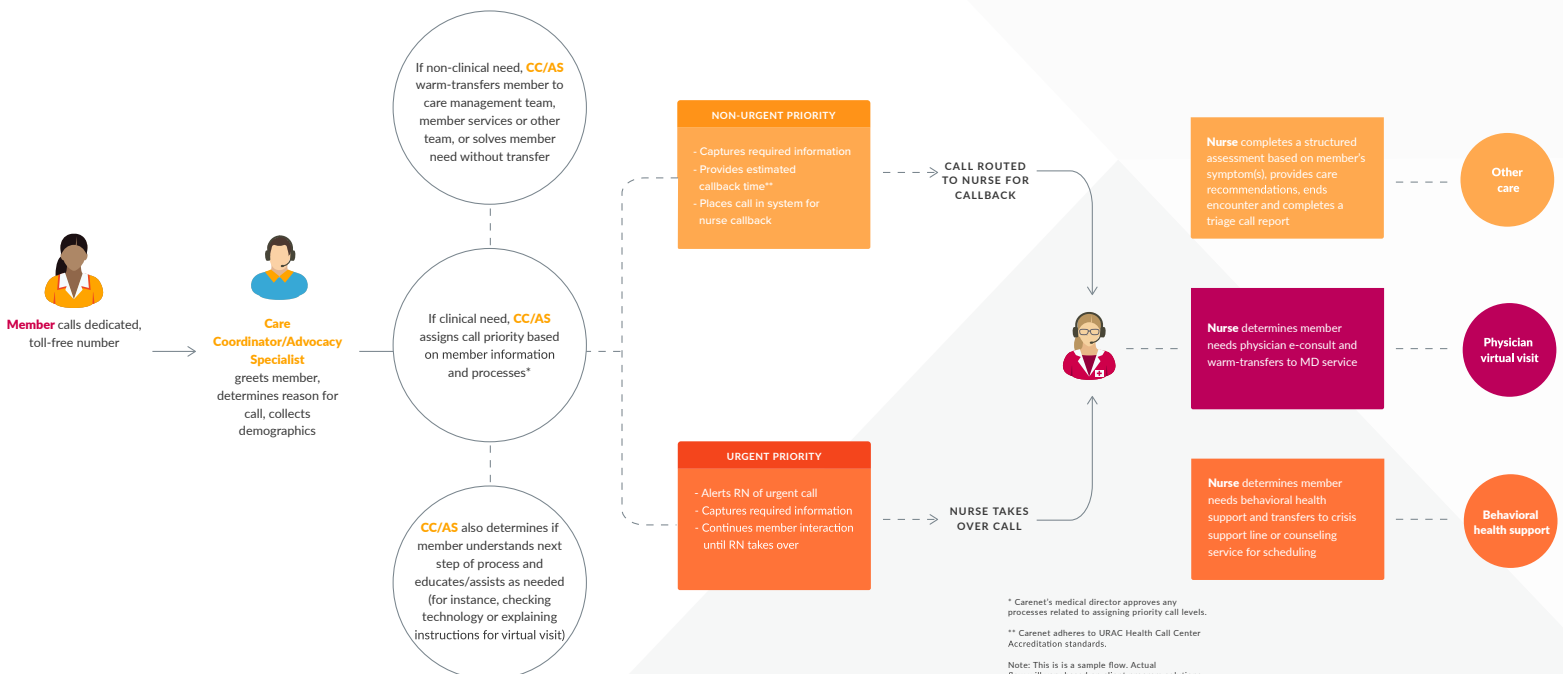 Member calls dedicated,
toll-free number
Care
Coordinator/Advocacy
Specialist
greets member,
determines reason for
call, collects
demographics
If non-clinical need, CC/AS
warm-transfers member to
care management team,
member services or other
team, or solves member
need without transfer
If clinical need, CC/AS
assigns call priority based
on member information
and processes*
CC/AS also determines if
member understands next
step of process and
educates/assists as needed
(for instance, checking
technology or explaining
instructions for virtual visit)
NON-URGENT PRIORITY
- Captures required information
- Provides estimated
callback time**
- Places call in system for
nurse callback
URGENT PRIORITY
- Alerts RN of urgent call
- Captures required information
- Continues member interaction
until RN takes over
CALL ROUTED
TO NURSE FOR
CALLBACK
NURSE TAKES
OVER CALL
Nurse completes a structured
assessment based on member's
symptom(s), provides care
recommendations, ends
encounter and completes a
triage call report
Other
care
Nurse determines member
needs physician e-consult and
warm-transfers to MD service
Physician
virtual visit
Nurse determines member
needs behavioral health
support and transfers to crisis
support line or counseling
service for scheduling
Behavioral
health support
* Carenet's medical director approves any
processes related to assigning priority call levels.
** Carenet adheres to URAC Health Call Center
Accreditation standards.
Note: This is is a sample flow. Actual